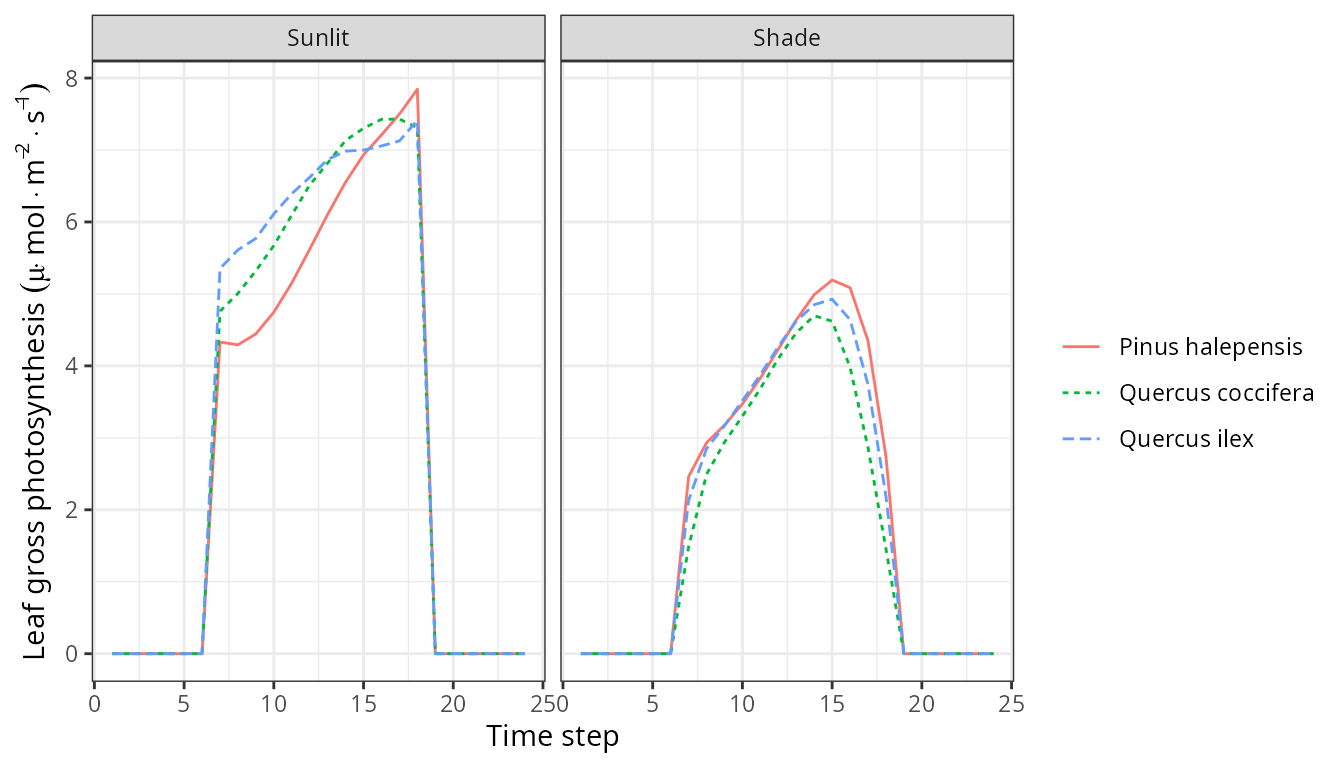 Sunlit
Shade
Leaf gross photosynthesis (μ mol · m⁻² · s⁻¹)
8
6
4
2
0
0 5 10 15 20 25
0 5 10 15 20 25
Time step
Pinus halepensis
Quercus coccifera
Quercus ilex